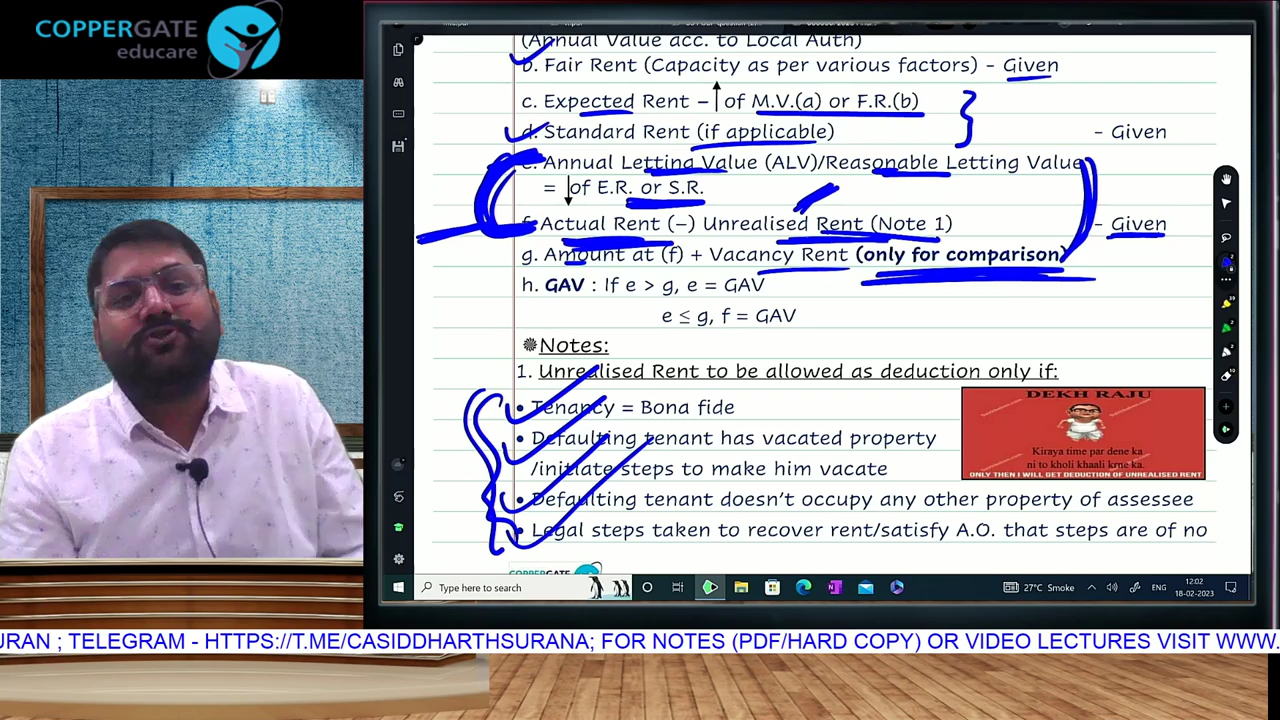 COPPERGATE
educare
(Annual Value acc. to Local Auth)
b. Fair Rent (Capacity as per various factors) - Given
c. Expected Rent – of M.V.(a) or F.R.(b)
d. Standard Rent (if applicable) - Given
e. Annual Letting Value (ALV)/Reasonable Letting Value
= of E.R. or S.R.
f. Actual Rent (–) Unrealised Rent (Note 1) - Given
g. Amount at (f) + Vacancy Rent (only for comparison)
h. GAV : If e > g, e = GAV
e ≤ g, f = GAV
Notes:
1. Unrealised Rent to be allowed as deduction only if:
• Tenancy = Bona fide
• Defaulting tenant has vacated property
/initiate steps to make him vacate
• Defaulting tenant doesn't occupy any other property of assessee
• Legal steps taken to recover rent/satisfy A.O. that steps are of no
DEKH RAJU
Kiraya time par dene ka
ni to kholi khaali krne ka.
ONLY THEN I WILL GET DEDUCTION OF UNREALISED RENT
COPPERGATE
Type here to search
27°C Smoke
ENG
12:02
18-02-2023
URAN ; TELEGRAM - HTTPS://T.ME/CASIDDHARTHSURANA; FOR NOTES (PDF/HARD COPY) OR VIDEO LECTURES VISIT WWW.